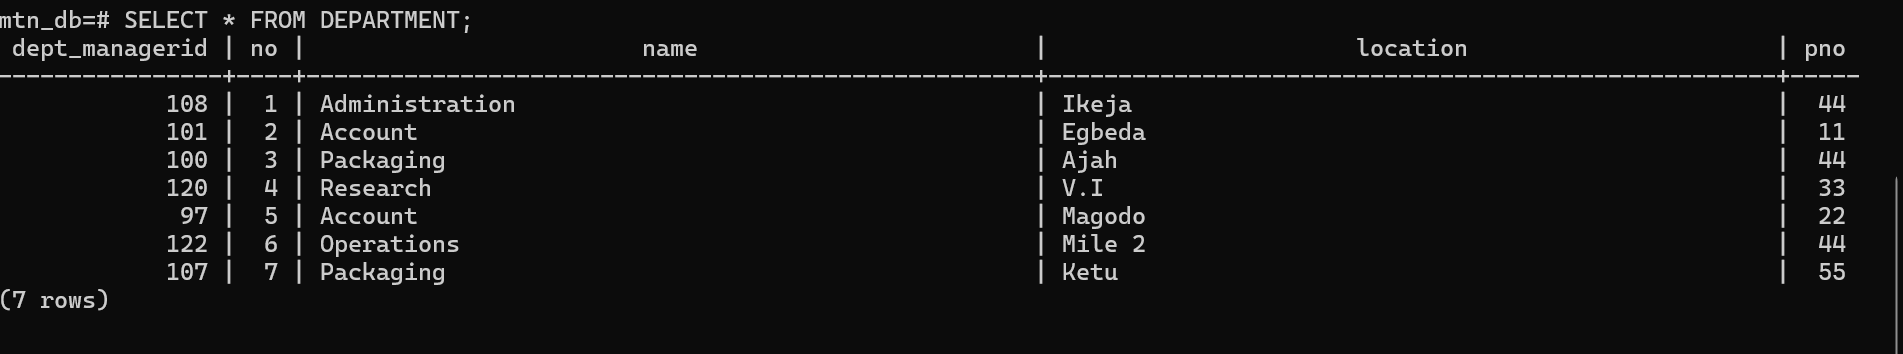 mtn_db=# SELECT * FROM DEPARTMENT;
dept_managerid | no | name | location | pno
---------------+----+----------------------------------------------------+----------------------------------------------------+-----
108 | 1 | Administration | Ikeja | 44
101 | 2 | Account | Egbeda | 11
100 | 3 | Packaging | Ajah | 44
120 | 4 | Research | V.I | 33
97 | 5 | Account | Magodo | 22
122 | 6 | Operations | Mile 2 | 44
107 | 7 | Packaging | Ketu | 55
(7 rows)